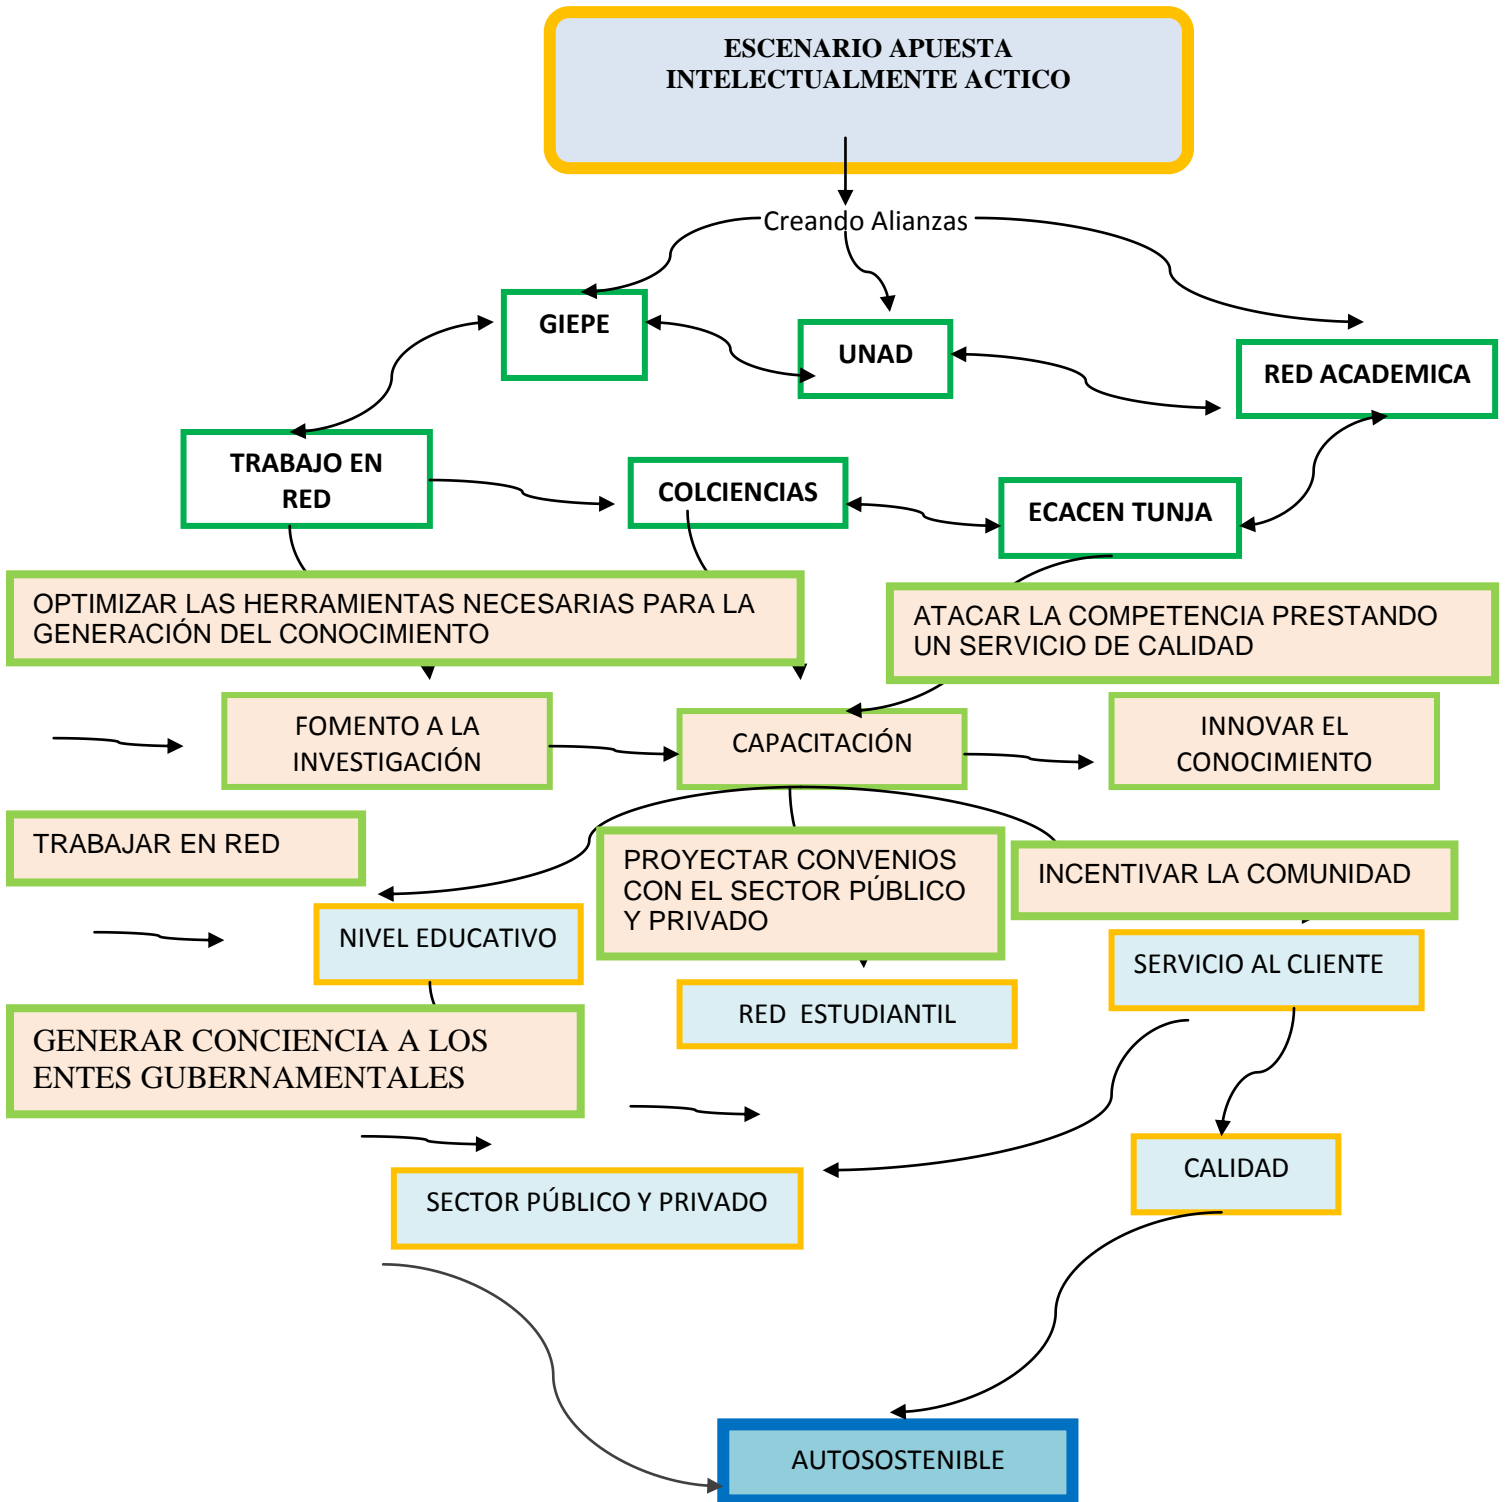 ESCENARIO APUESTA
INTELECTUALMENTE ACTICO
Creando Alianzas
GIEPE
UNAD
RED ACADEMICA
TRABAJO EN
RED
COLCIENCIAS
ECACEN TUNJA
OPTIMIZAR LAS HERRAMIENTAS NECESARIAS PARA LA
GENERACIÓN DEL CONOCIMIENTO
ATACAR LA COMPETENCIA PRESTANDO
UN SERVICIO DE CALIDAD
FOMENTO A LA
INVESTIGACIÓN
CAPACITACIÓN
INNOVAR EL
CONOCIMIENTO
TRABAJAR EN RED
PROYECTAR CONVENIOS
CON EL SECTOR PÚBLICO
Y PRIVADO
INCENTIVAR LA COMUNIDAD
NIVEL EDUCATIVO
SERVICIO AL CLIENTE
RED ESTUDIANTIL
GENERAR CONCIENCIA A LOS
ENTES GUBERNAMENTALES
CALIDAD
SECTOR PÚBLICO Y PRIVADO
AUTOSOSTENIBLE